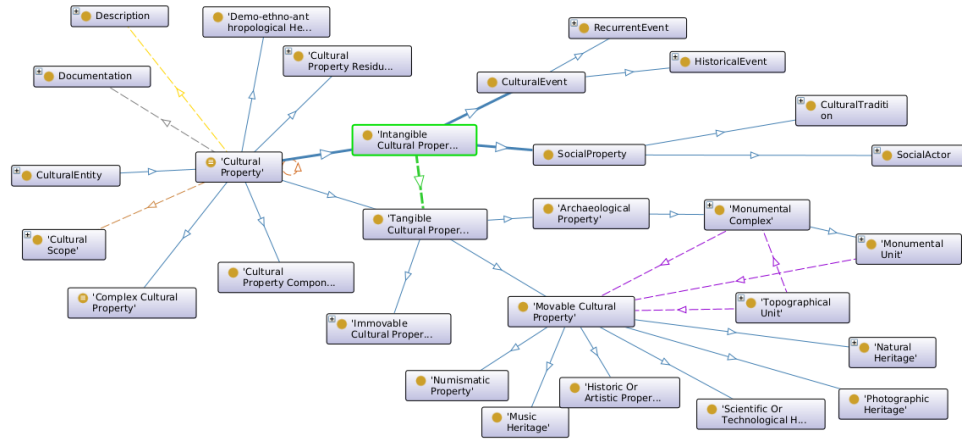 Description
'Demo-ethno-ant
hropological He...
RecurrentEvent
'Cultural
Property Residu...
HistoricalEvent
Documentation
CulturalEvent
CulturalTraditi
on
'Intangible
Cultural Proper...
SocialProperty
SocialActor
'Cultural
Property'
CulturalEntity
'Archaeological
Property'
'Monumental
Complex'
'Tangible
Cultural Proper...
'Cultural
Scope'
'Monumental
Unit'
'Cultural
Property Compon...
'Complex Cultural
Property'
'Movable Cultural
Property'
'Topographical
Unit'
'Immovable
Cultural Proper...
'Natural
Heritage'
'Numismatic
Property'
'Historic Or
Artistic Proper...
'Photographic
Heritage'
'Music
Heritage'
'Scientific Or
Technological H...